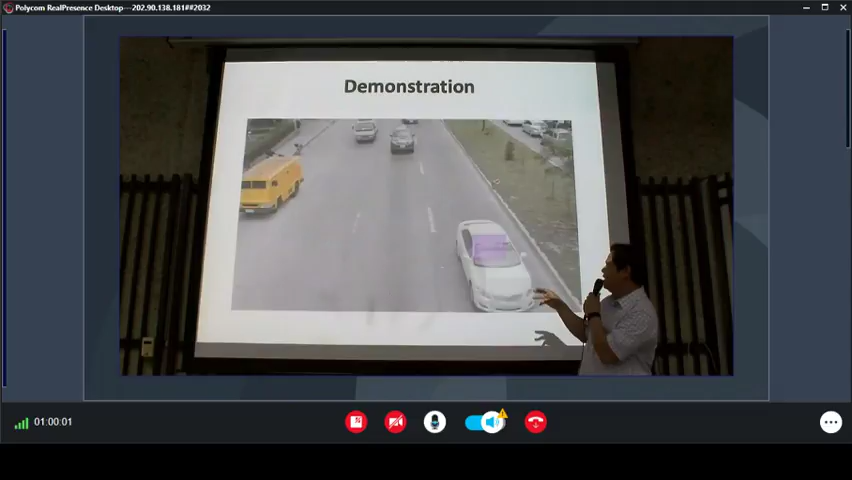 Polycom RealPresence Desktop---202.90.138.181##2032
Demonstration
01:00:01